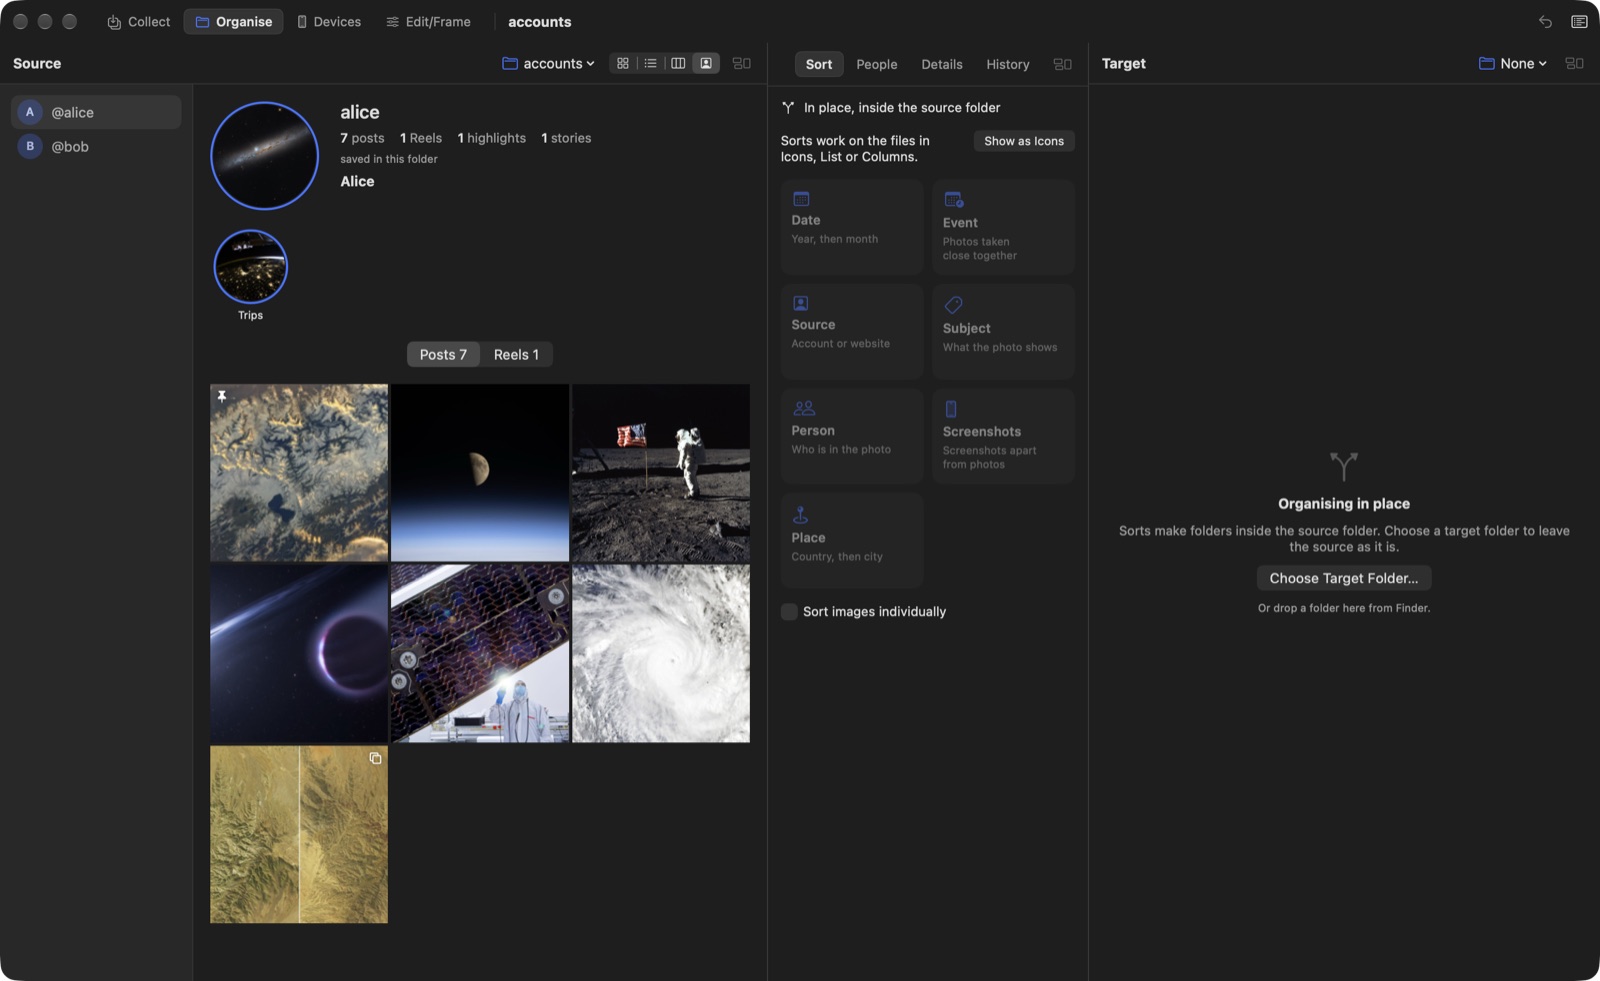 Collect
Organise
Devices
Edit/Frame
accounts
Source
accounts
A
@alice
B
@bob
alice
7 posts 1 Reels 1 highlights 1 stories
saved in this folder
Alice
Trips
Posts 7
Reels 1
Sort
People
Details
History
In place, inside the source folder
Sorts work on the files in
Icons, List or Columns.
Show as Icons
Date
Year, then month
Event
Photos taken
close together
Source
Account or website
Subject
What the photo shows
Person
Who is in the photo
Screenshots
Screenshots apart
from photos
Place
Country, then city
Sort images individually
Target
None
Organising in place
Sorts make folders inside the source folder. Choose a target folder to leave
the source as it is.
Choose Target Folder...
Or drop a folder here from Finder.